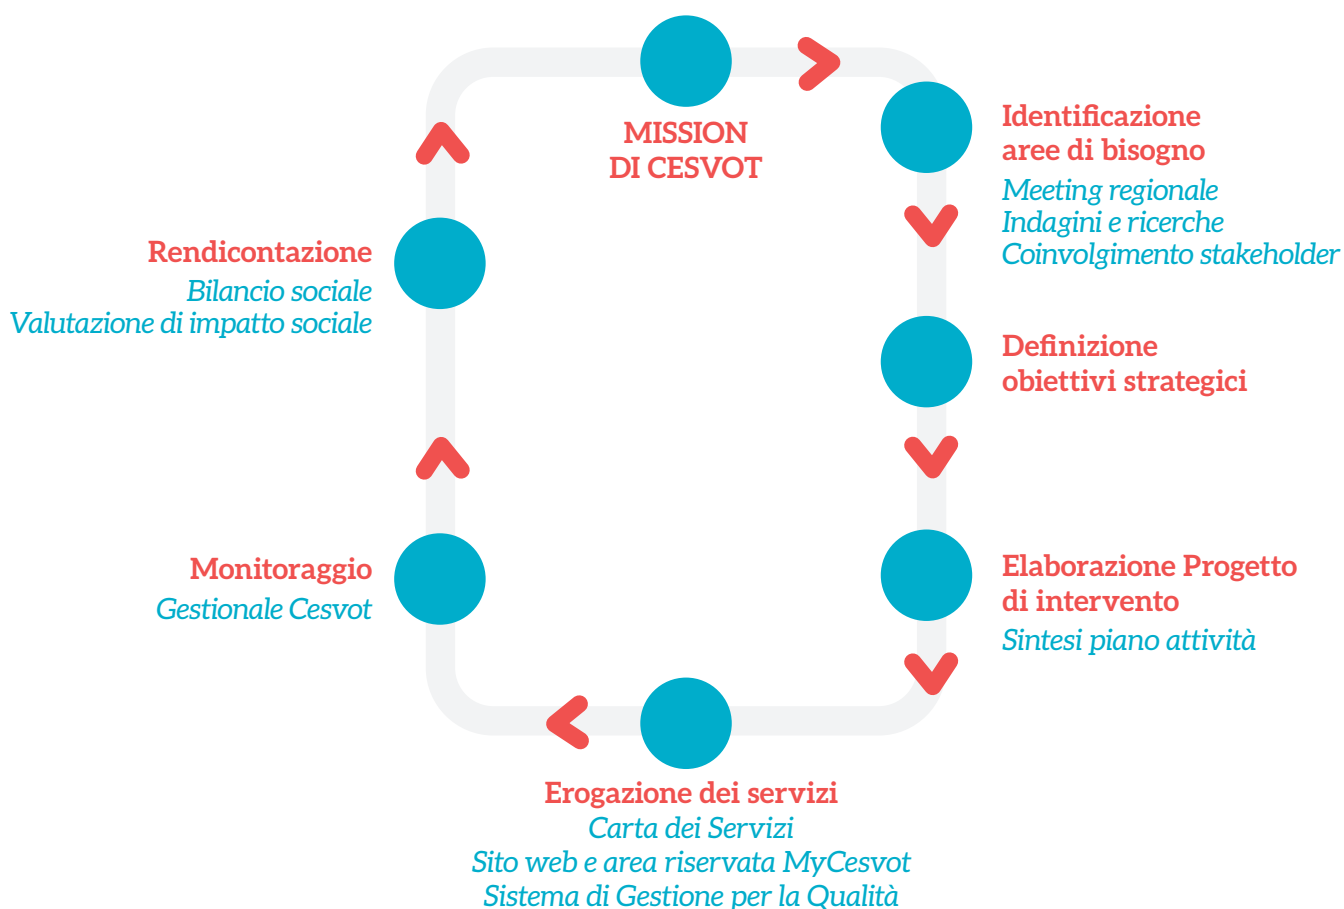 MISSION
DI CESVOT
Identificazione
aree di bisogno
Meeting regionale
Indagini e ricerche
Coinvolgimento stakeholder
Definizione
obiettivi strategici
Elaborazione Progetto
di intervento
Sintesi piano attività
Erogazione dei servizi
Carta dei Servizi
Sito web e area riservata MyCesvot
Sistema di Gestione per la Qualità
Monitoraggio
Gestionale Cesvot
Rendicontazione
Bilancio sociale
Valutazione di impatto sociale